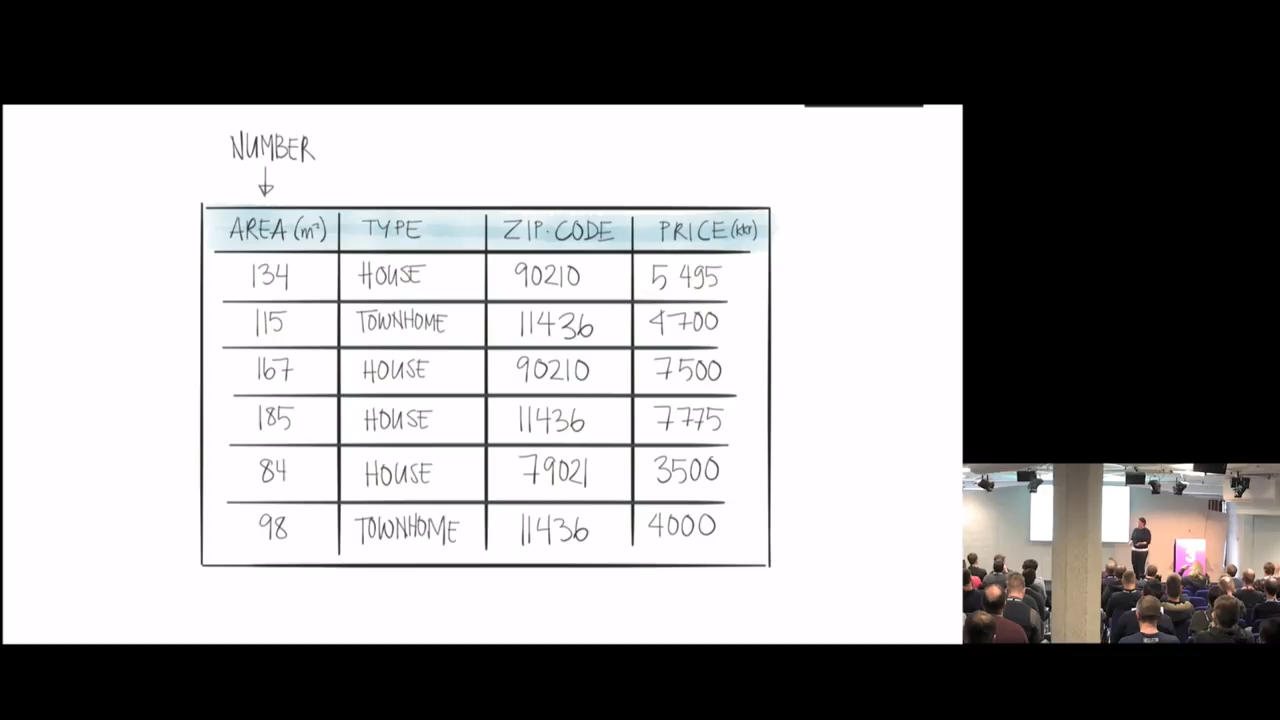 NUMBER
AREA (m²) TYPE ZIP.CODE PRICE (kkr)
134 HOUSE 90210 5 495
115 TOWNHOME 11436 4700
167 HOUSE 90210 7500
185 HOUSE 11436 7775
84 HOUSE 79021 3500
98 TOWNHOME 11436 4000